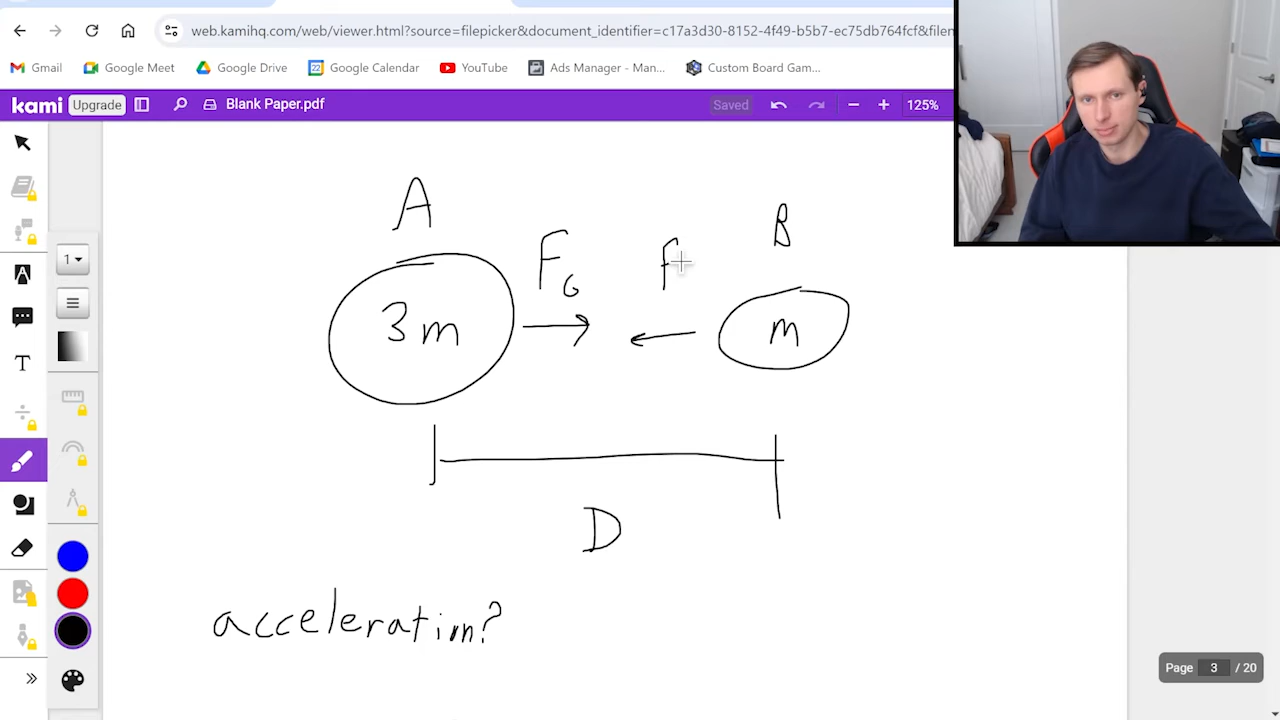 web.kamihq.com/web/viewer.html?source=filepicker&document_identifier=c17a3d30-8152-4f49-b5b7-ec75db764fcf&filen
Gmail Google Meet Google Drive 22 Google Calendar YouTube Ads Manager - Man... Custom Board Gam...
kami Upgrade Blank Paper.pdf Saved 125%
A
B
F_G
F
1
3m
m
T
D
acceleration?
Page 3 / 20